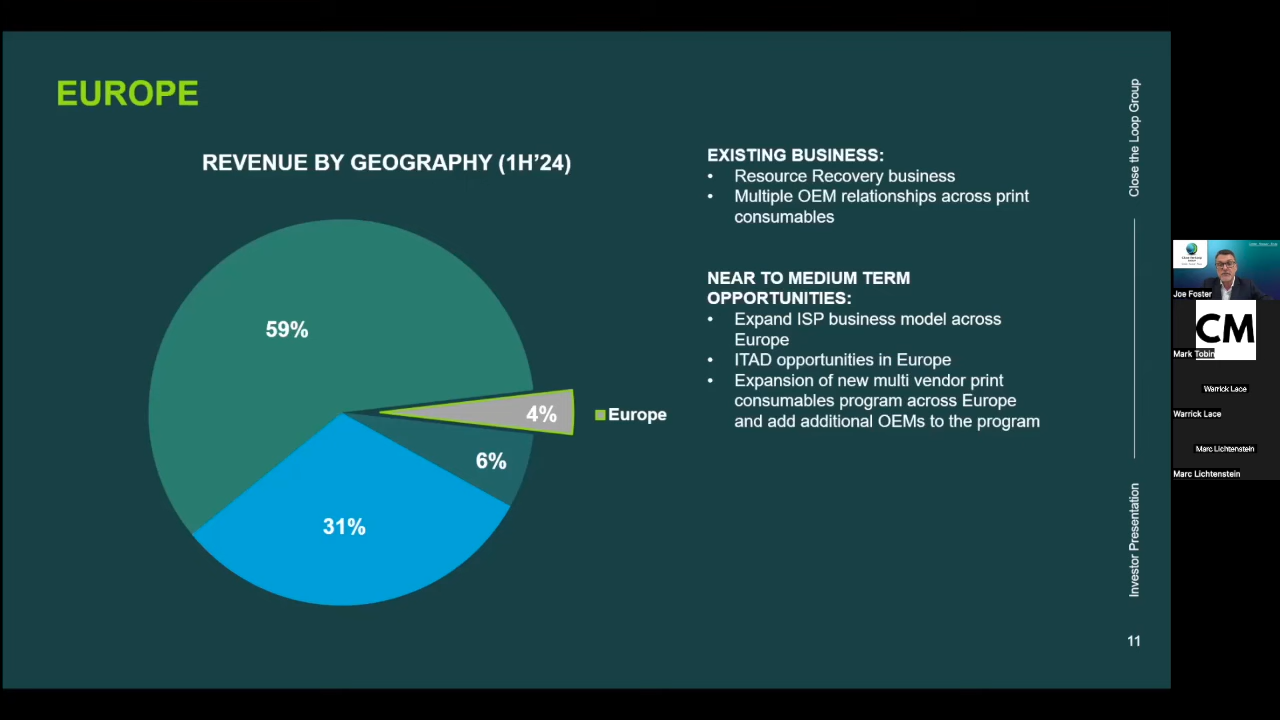 EUROPE
REVENUE BY GEOGRAPHY (1H’24)
59%
4%
Europe
6%
31%
EXISTING BUSINESS:
• Resource Recovery business
• Multiple OEM relationships across print
consumables
NEAR TO MEDIUM TERM
OPPORTUNITIES:
• Expand ISP business model across
Europe
• ITAD opportunities in Europe
• Expansion of new multi vendor print
consumables program across Europe
and add additional OEMs to the program
Close the Loop Group
Investor Presentation
11
Joe Foster
CM
Mark Tobin
Warrick Lace
Warrick Lace
Marc Lichtenstein
Marc Lichtenstein